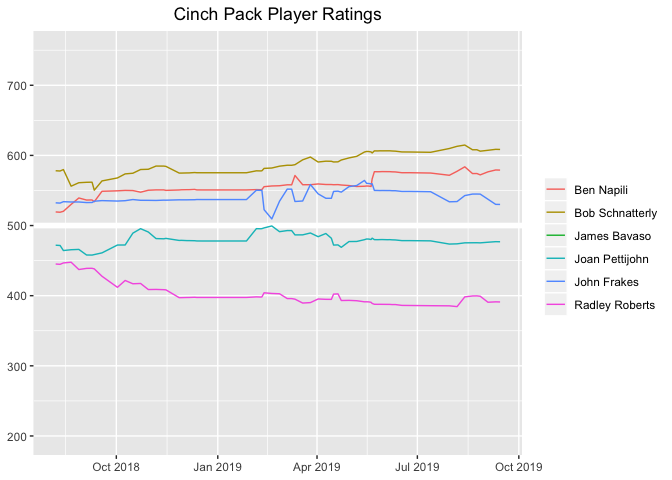 Cinch Pack Player Ratings
700
600
500
400
300
200
Oct 2018 Jan 2019 Apr 2019 Jul 2019 Oct 2019
Ben Napili
Bob Schnatterly
James Bavaso
Joan Pettijohn
John Frakes
Radley Roberts